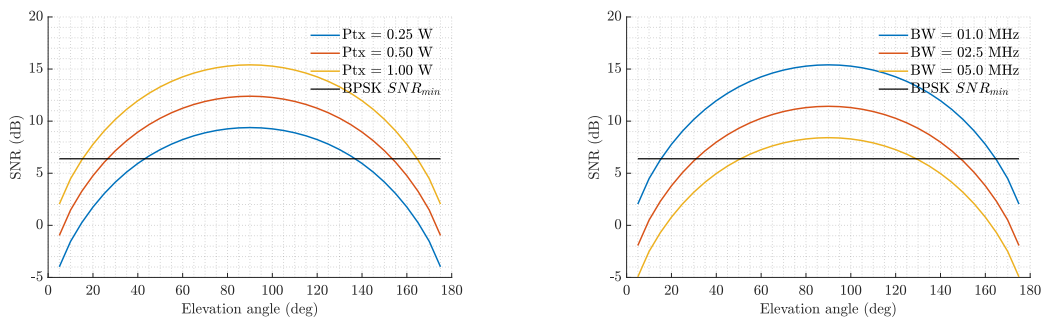 20
15
10
5
0
-5
SNR (dB)
0 20 40 60 80 100 120 140 160 180
Elevation angle (deg)
Ptx = 0.25 W
Ptx = 0.50 W
Ptx = 1.00 W
BPSK SNR_min
20
15
10
5
0
-5
SNR (dB)
0 20 40 60 80 100 120 140 160 180
Elevation angle (deg)
BW = 01.0 MHz
BW = 02.5 MHz
BW = 05.0 MHz
BPSK SNR_min